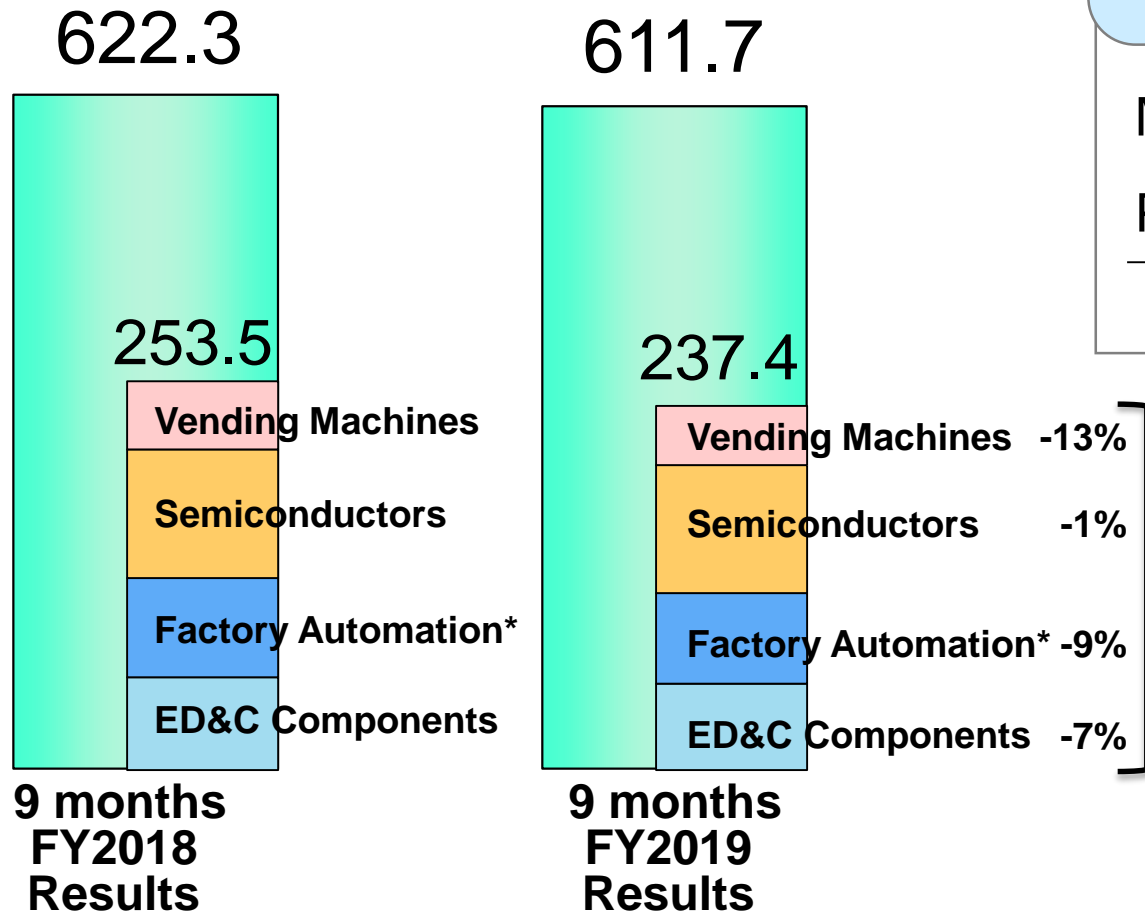 622.3
611.7
253.5
237.4
Vending Machines
Semiconductors
Factory Automation*
ED&C Components
Vending Machines -13%
Semiconductors -1%
Factory Automation* -9%
ED&C Components -7%
9 months
FY2018
Results
9 months
FY2019
Results